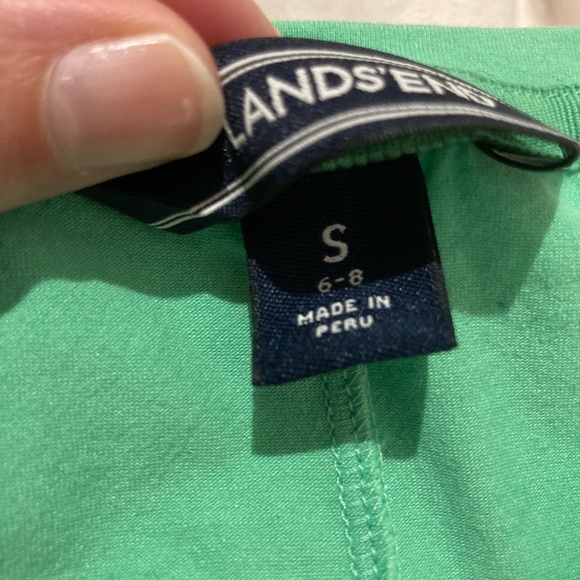 LANDS' END
S
6-8
MADE IN
PERU